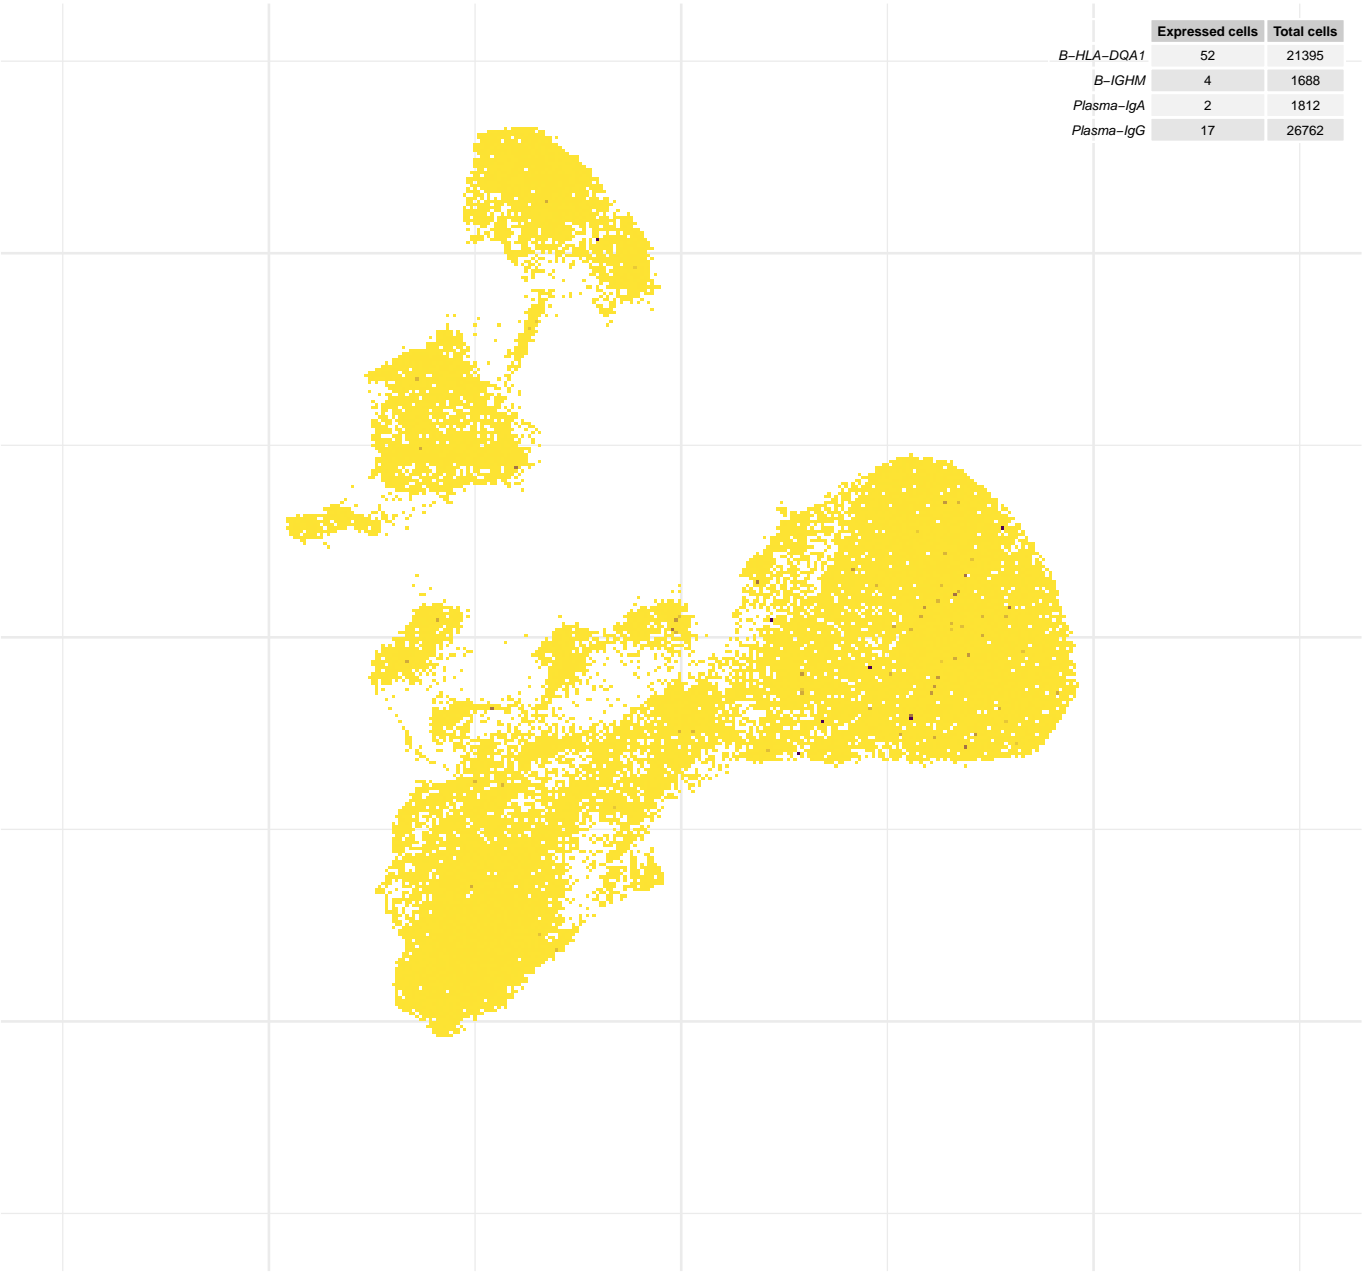 Expressed cells Total cells
B−HLA−DQA1 52 21395
B−IGHM 4 1688
Plasma−IgA 2 1812
Plasma−IgG 17 26762